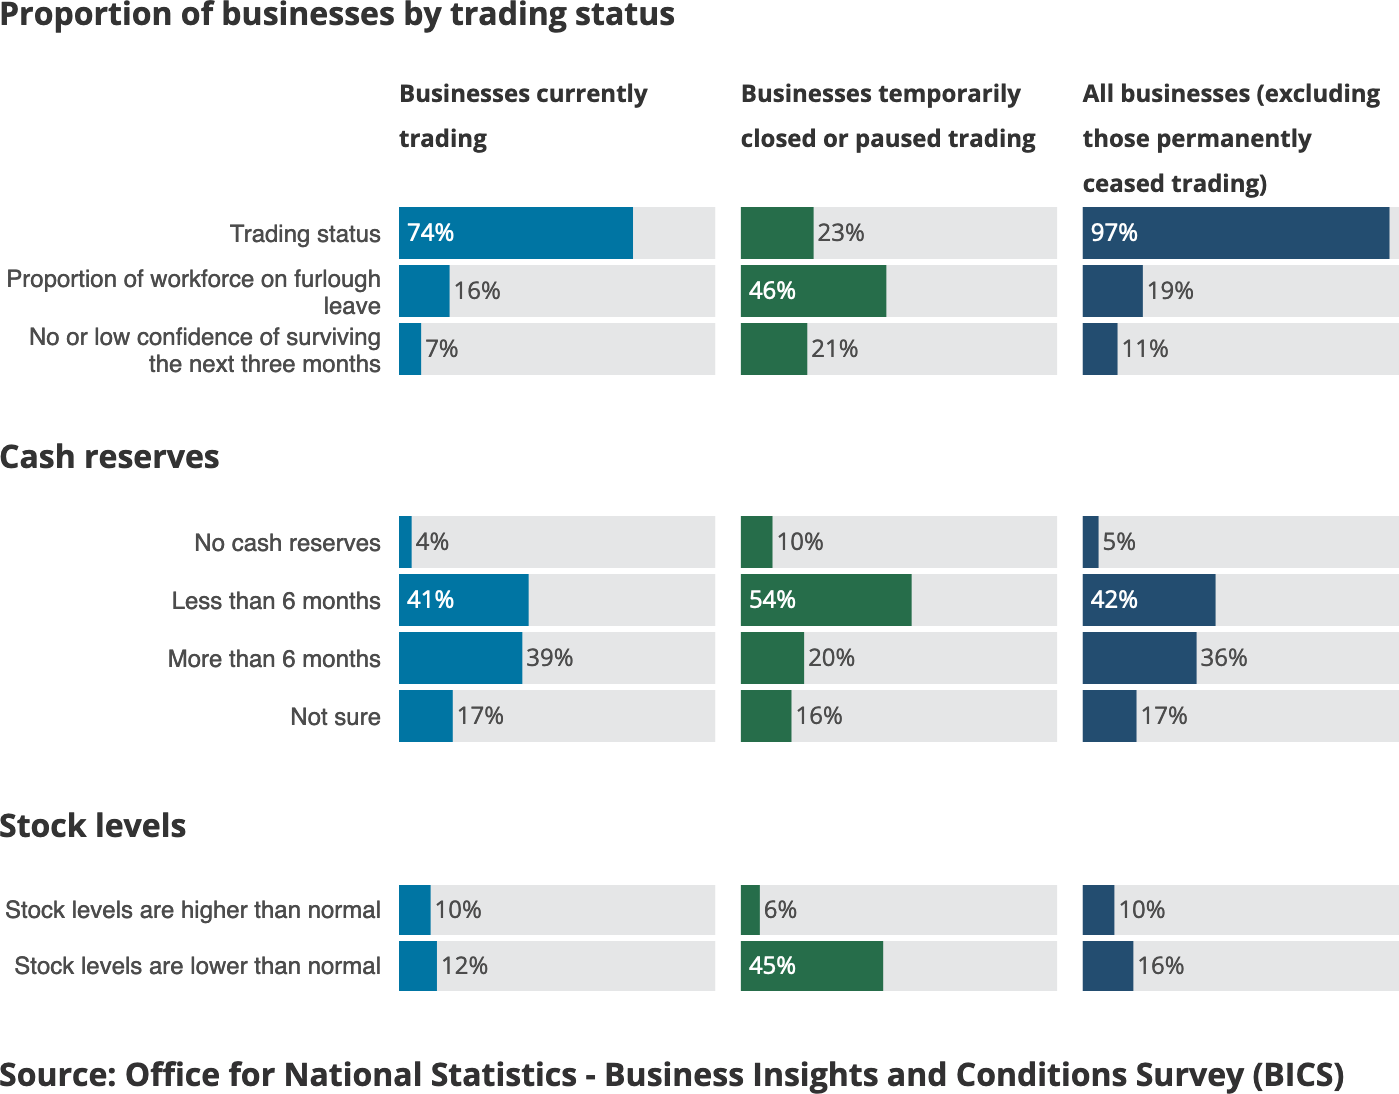 Proportion of businesses by trading status
Businesses currently
trading
Businesses temporarily
closed or paused trading
All businesses (excluding
those permanently
ceased trading)
Trading status
74%
23%
97%
Proportion of workforce on furlough
leave
16%
46%
19%
No or low confidence of surviving
the next three months
7%
21%
11%
Cash reserves
No cash reserves
4%
10%
5%
Less than 6 months
41%
54%
42%
More than 6 months
39%
20%
36%
Not sure
17%
16%
17%
Stock levels
Stock levels are higher than normal
10%
6%
10%
Stock levels are lower than normal
12%
45%
16%
Source: Office for National Statistics - Business Insights and Conditions Survey (BICS)